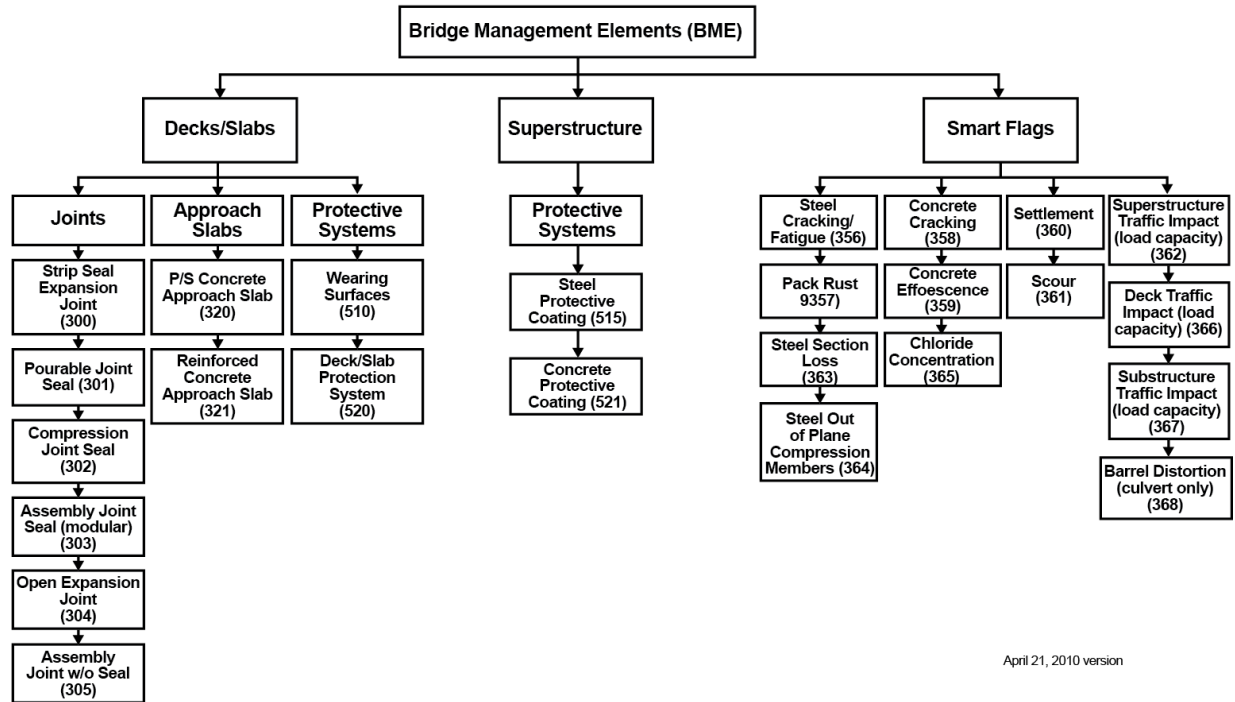 Bridge Management Elements (BME)
Decks/Slabs
Superstructure
Smart Flags
Joints
Approach
Slabs
Protective
Systems
Protective
Systems
Steel
Cracking/
Fatigue (356)
Concrete
Cracking
(358)
Settlement
(360)
Superstructure
Traffic Impact
(load capacity)
(362)
Strip Seal
Expansion
Joint
(300)
P/S Concrete
Approach Slab
(320)
Wearing
Surfaces
(510)
Steel
Protective
Coating (515)
Pack Rust
9357)
Concrete
Effoescence
(359)
Scour
(361)
Deck Traffic
Impact (load
capacity) (366)
Pourable Joint
Seal (301)
Reinforced
Concrete
Approach Slab
(321)
Deck/Slab
Protection
System
(520)
Concrete
Protective
Coating (521)
Steel Section
Loss
(363)
Chloride
Concentration
(365)
Substructure
Traffic Impact
(load capacity)
(367)
Compression
Joint Seal
(302)
Steel Out
of Plane
Compression
Members (364)
Barrel Distortion
(culvert only)
(368)
Assembly Joint
Seal (modular)
(303)
Open Expansion
Joint
(304)
Assembly
Joint w/o Seal
(305)
April 21, 2010 version